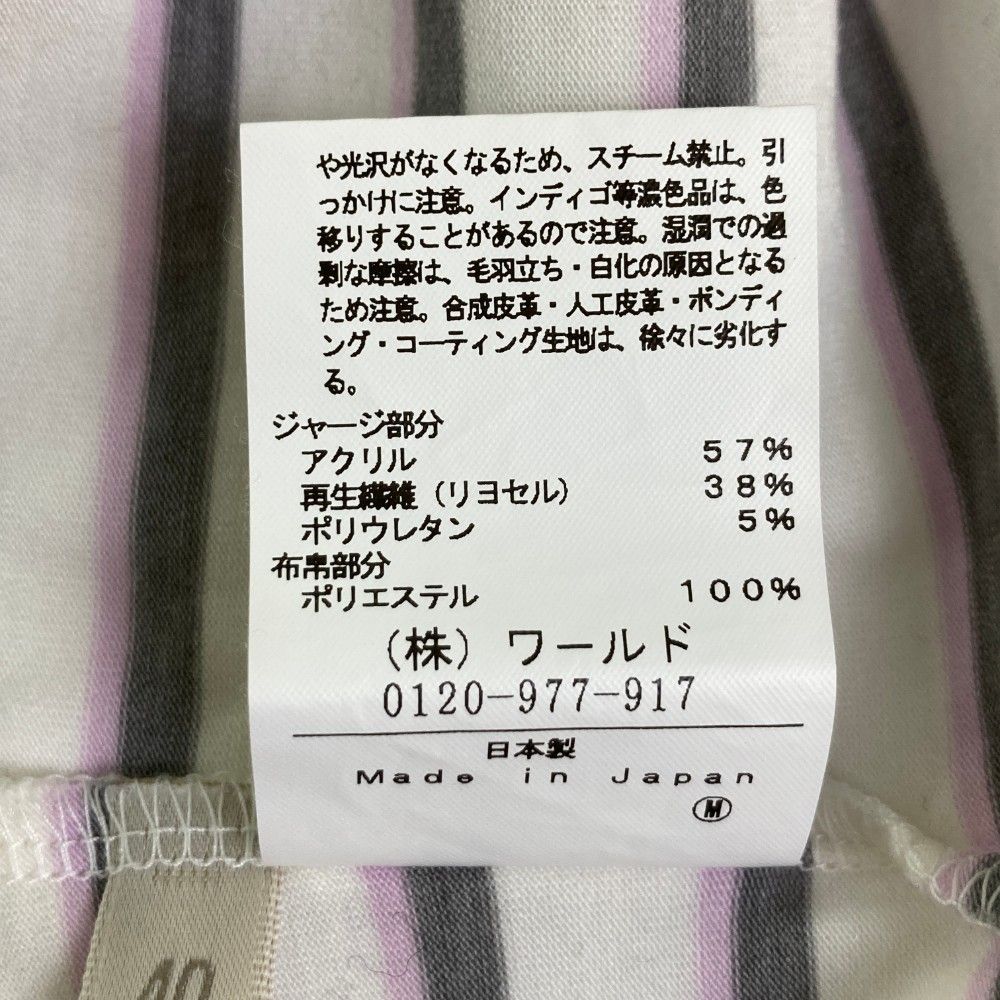 や光沢がなくなるため、スチーム禁止。引
っかけに注意。インディゴ等濃色品は、色
移りすることがあるので注意。湿潤での過
剰な摩擦は、毛羽立ち・白化の原因となる
ため注意。合成皮革・人工皮革・ボンディ
ング・コーティング生地は、徐々に劣化す
る。
ジャージ部分
アクリル 57%
再生繊維（リヨセル） 38%
ポリウレタン 5%
布帛部分
ポリエステル 100%
（株）ワールド
0120-977-917
日本製
Made in Japan
M
40